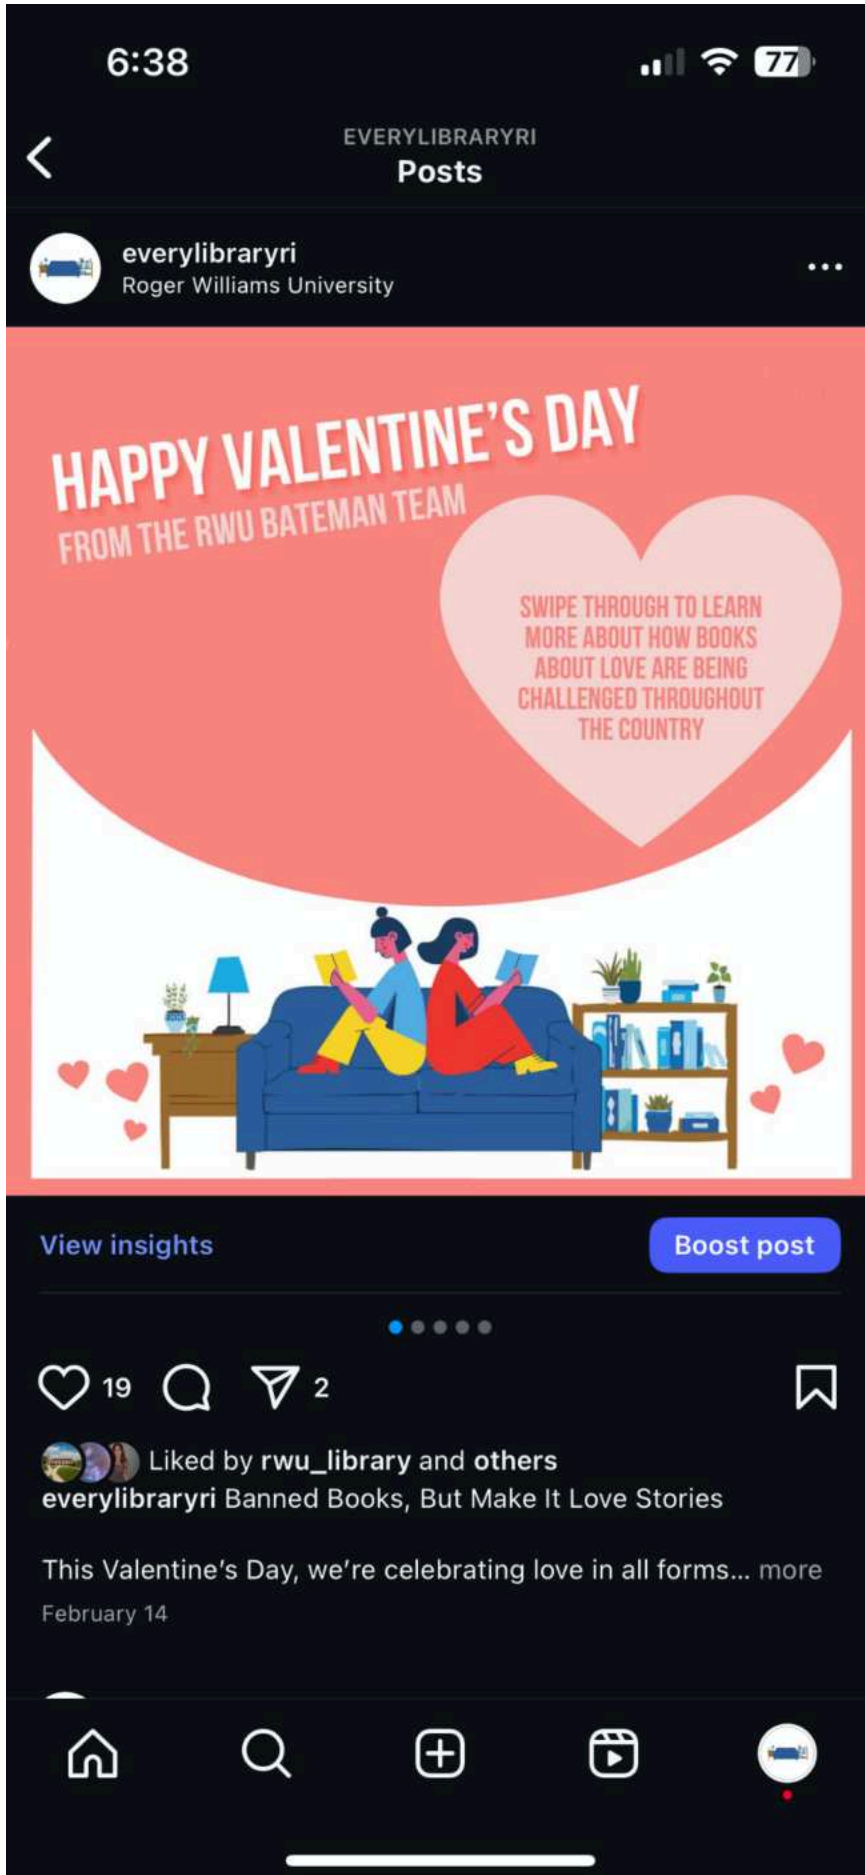 6:38
77
EVERYLIBRARYRI
Posts
everylibraryri
Roger Williams University
HAPPY VALENTINE'S DAY
FROM THE RWU BATEMAN TEAM
SWIPE THROUGH TO LEARN
MORE ABOUT HOW BOOKS
ABOUT LOVE ARE BEING
CHALLENGED THROUGHOUT
THE COUNTRY
View insights
Boost post
19
2
Liked by rwu_library and others
everylibraryri Banned Books, But Make It Love Stories
This Valentine's Day, we're celebrating love in all forms... more
February 14